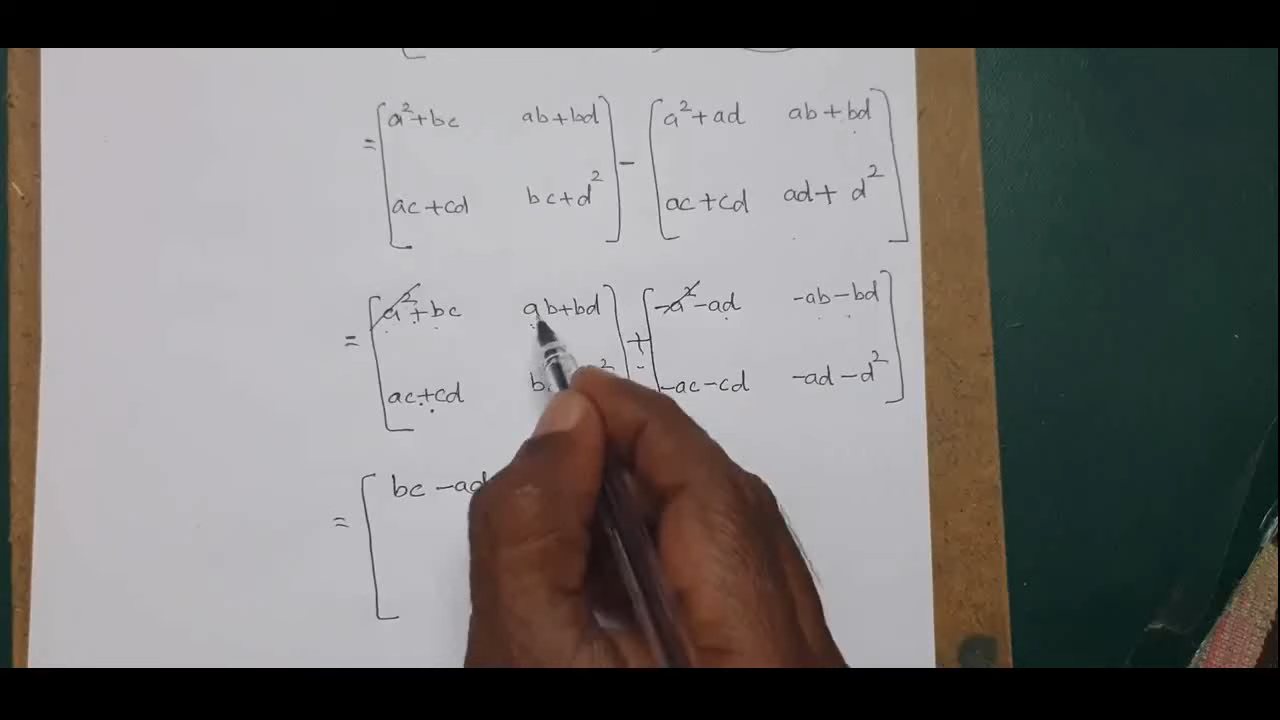 a²+bc ab+bd a²+ad ab+bd
= −
ac+cd bc+d² ac+cd ad+d²
a²+bc ab+bd −a²−ad −ab−bd
= +
ac+cd −ac−cd −ad−d²
bc −ad
=